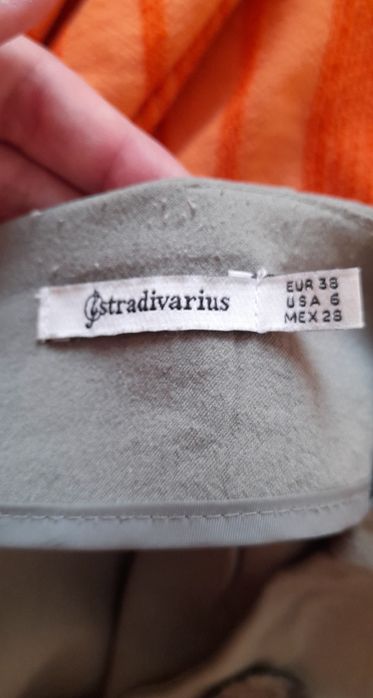 stradivarius
EUR 38
USA 6
MEX 28